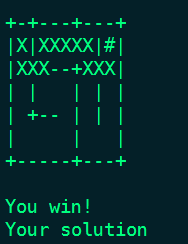 +-+---+---+
|X|XXXXX|#|
|XXX--+XXX|
| |   | | |
| +-- | | |
|     |   |
+-----+---+
You win!
Your solution